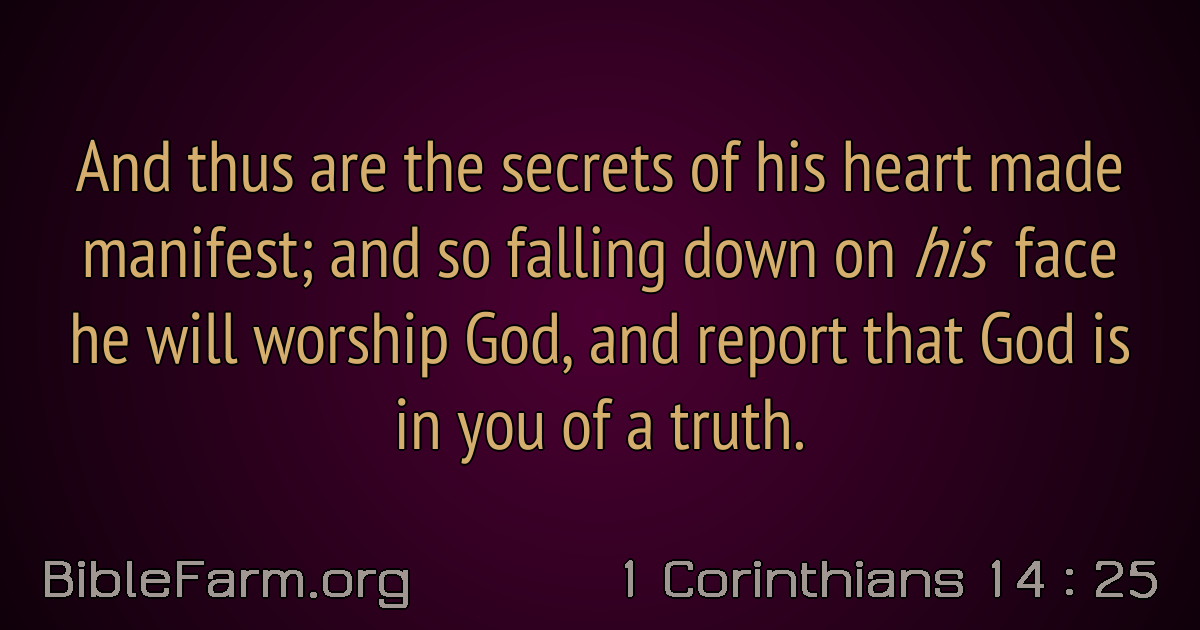 And thus are the secrets of his heart made
manifest; and so falling down on his face
he will worship God, and report that God is
in you of a truth.
BibleFarm.org
1 Corinthians 14 : 25